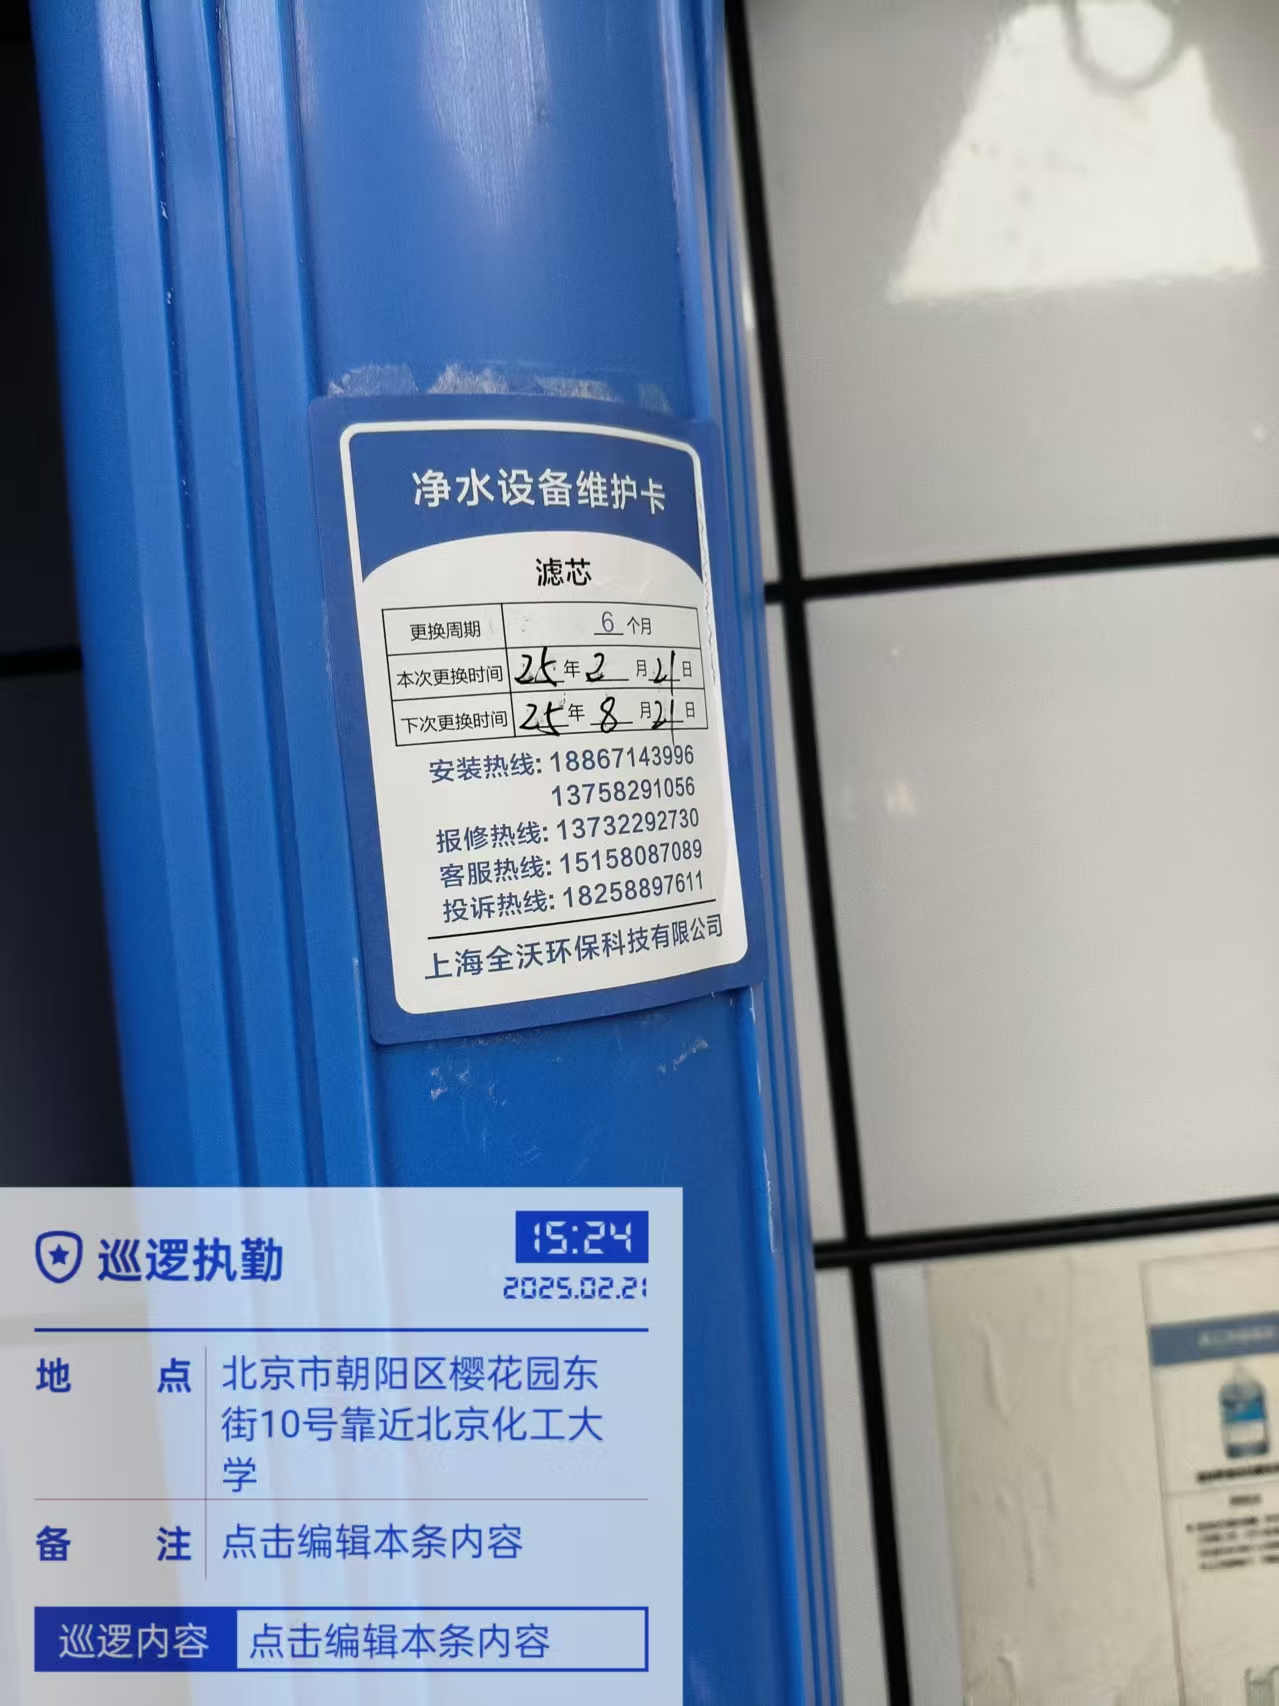 净水设备维护卡
滤芯
更换周期 6 个月
本次更换时间 25 年 2 月 21 日
下次更换时间 25 年 8 月 21 日
安装热线: 18867143996
13758291056
报修热线: 13732292730
客服热线: 15158087089
投诉热线: 18258897611
上海全沃环保科技有限公司
巡逻执勤
15:24
2025.02.21
地 点 北京市朝阳区樱花园东
街10号靠近北京化工大
学
备 注 点击编辑本条内容
巡逻内容 点击编辑本条内容